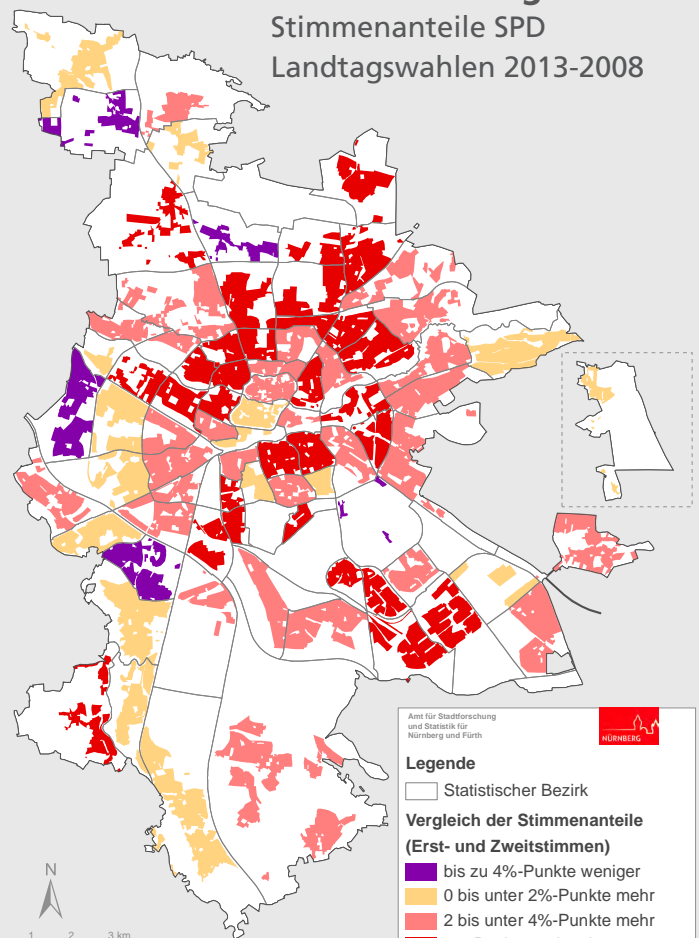 Stimmenanteile SPD
Landtagswahlen 2013-2008
Amt für Stadtforschung
und Statistik für
Nürnberg und Fürth
NÜRNBERG
Legende
Statistischer Bezirk
Vergleich der Stimmenanteile
(Erst- und Zweitstimmen)
bis zu 4%-Punkte weniger
0 bis unter 2%-Punkte mehr
2 bis unter 4%-Punkte mehr
N
1 2 3 km